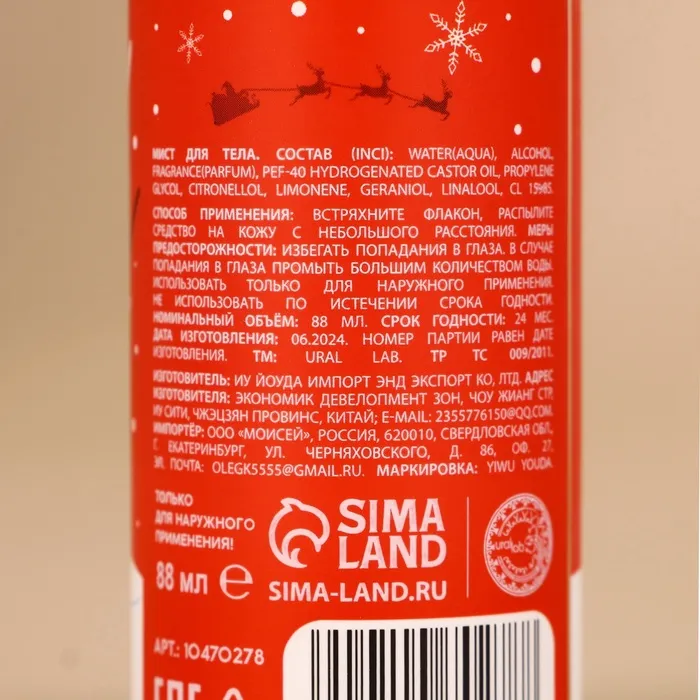 МИСТ ДЛЯ ТЕЛА. СОСТАВ (INCI): WATER(AQUA), ALCOHOL,
FRAGRANCE(PARFUM), PEF-40 HYDROGENATED CASTOR OIL, PROPYLENE
GLYCOL, CITRONELLOL, LIMONENE, GERANIOL, LINALOOL, CL
СПОСОБ ПРИМЕНЕНИЯ: ВСТРЯХНИТЕ ФЛАКОН, РАСПЫЛИТЕ
СРЕДСТВО НА КОЖУ С НЕБОЛЬШОГО РАССТОЯНИЯ. МЕРЫ
ПРЕДОСТОРОЖНОСТИ: ИЗБЕГАТЬ ПОПАДАНИЯ В ГЛАЗА. В СЛУЧАЕ
ПОПАДАНИЯ В ГЛАЗА ПРОМЫТЬ БОЛЬШИМ КОЛИЧЕСТВОМ ВОДЫ.
ИСПОЛЬЗОВАТЬ ТОЛЬКО ДЛЯ НАРУЖНОГО ПРИМЕНЕНИЯ.
НЕ ИСПОЛЬЗОВАТЬ ПО ИСТЕЧЕНИИ СРОКА ГОДНОСТИ.
НОМИНАЛЬНЫЙ ОБЪЁМ: 88 МЛ. СРОК ГОДНОСТИ: 24 МЕС.
ДАТА ИЗГОТОВЛЕНИЯ: 06.2024. НОМЕР ПАРТИИ РАВЕН ДАТЕ
ИЗГОТОВЛЕНИЯ. ТМ: URAL LAB. ТР ТС 009/2011.
ИЗГОТОВИТЕЛЬ: ИУ ЙОУДА ИМПОРТ ЭНД ЭКСПОРТ КО, ЛТД. АДРЕС
ИЗГОТОВИТЕЛЯ: ЭКОНОМИК ДЕВЕЛОПМЕНТ ЗОН, ЧОУ ЖИАНГ СТР,
ИУ СИТИ, ЧЖЭЦЗЯН ПРОВИНС, КИТАЙ; E-MAIL: 2355776150@QQ.COM.
ИМПОРТЁР: ООО «МОИСЕЙ», РОССИЯ, 620010, СВЕРДЛОВСКАЯ ОБЛ.,
Г. ЕКАТЕРИНБУРГ, УЛ. ЧЕРНЯХОВСКОГО, Д. 86, ОФ. 27,
ЭЛ. ПОЧТА: OLEGK5555@GMAIL.RU. МАРКИРОВКА: YIWU YOUDA.
ТОЛЬКО
ДЛЯ НАРУЖНОГО
ПРИМЕНЕНИЯ!
88 МЛ ℮
SIMA
LAND
SIMA-LAND.RU
ural lab
АРТ.: 10470278